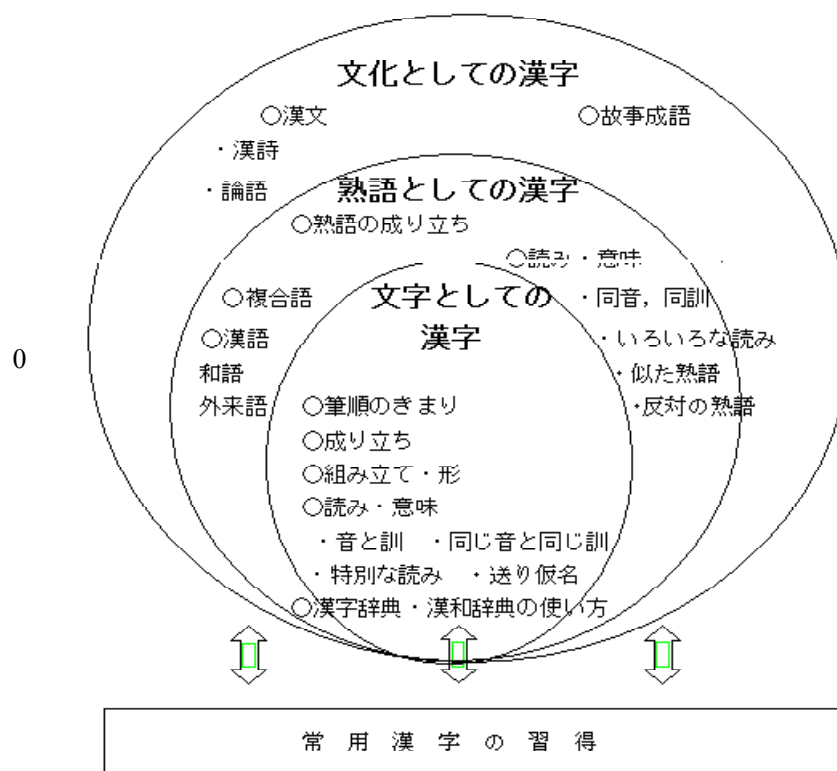 文化としての漢字
○漢文
○故事成語
・漢詩
・論語
熟語としての漢字
○熟語の成り立ち
○読み・意味
○複合語
文字としての
・同音，同訓
○漢語
漢字
・いろいろな読み
0
和語
・似た熟語
外来語
○筆順のきまり
・反対の熟語
○成り立ち
○組み立て・形
○読み・意味
・音と訓 ・同じ音と同じ訓
・特別な読み ・送り仮名
○漢字辞典・漢和辞典の使い方
常用漢字の習得